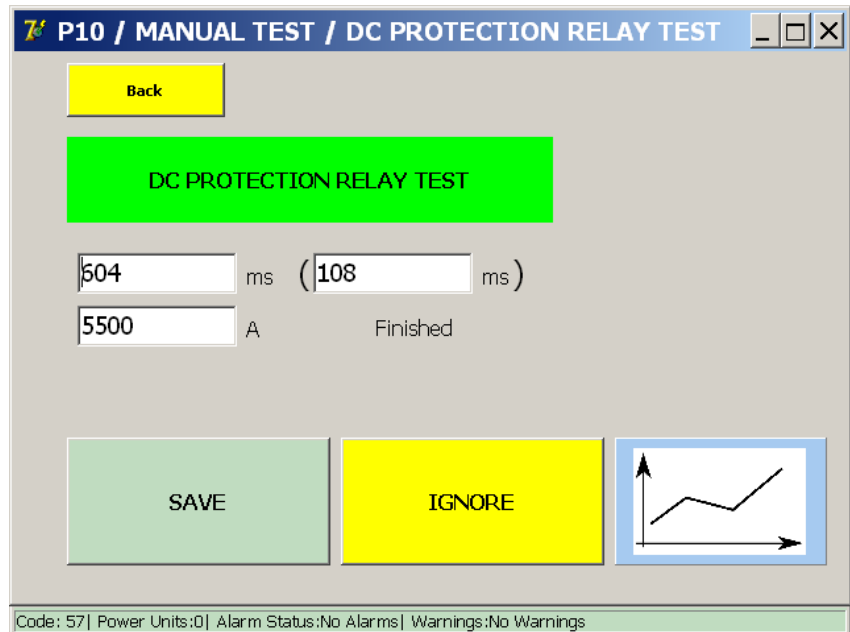 P10 / MANUAL TEST / DC PROTECTION RELAY TEST
Back
DC PROTECTION RELAY TEST
604 ms (108 ms)
5500 A Finished
SAVE IGNORE
Code: 57| Power Units:0| Alarm Status:No Alarms| Warnings:No Warnings